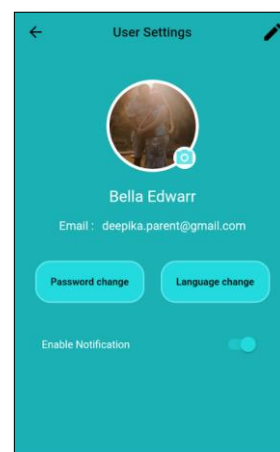 User Settings
Bella Edwarr
Email : deepika.parent@gmail.com
Password change
Language change
Enable Notification